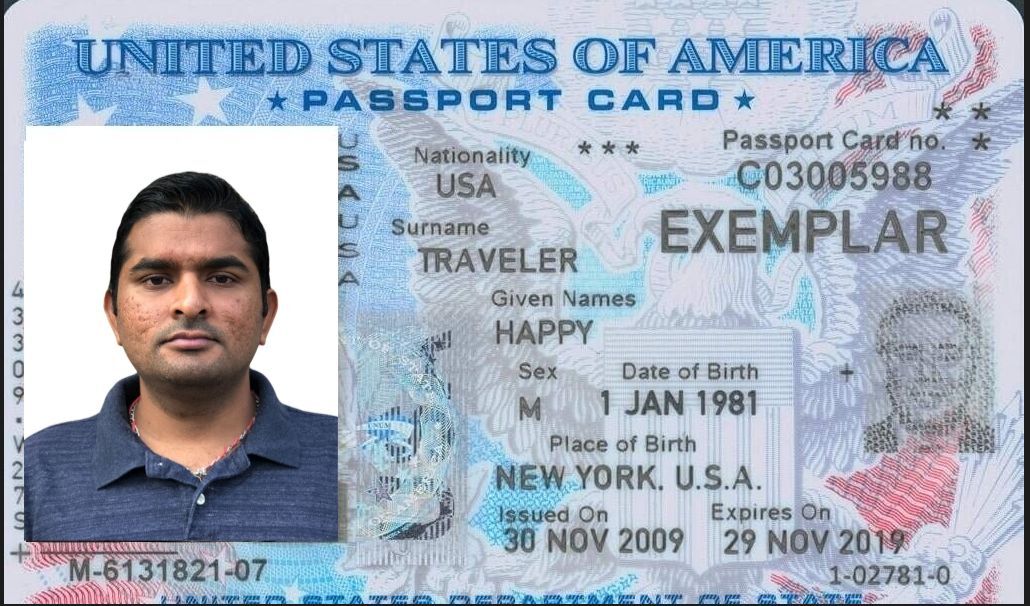 UNITED STATES OF AMERICA
★ PASSPORT CARD ★
* *
Nationality * * * Passport Card no. *
USA C03005988
Surname EXEMPLAR
TRAVELER
Given Names
HAPPY
Sex Date of Birth +
M 1 JAN 1981
Place of Birth
NEW YORK, U.S.A.
Issued On Expires On
30 NOV 2009 29 NOV 2019
M-6131821-07 1-02781-0
UNITED STATES DEPARTMENT OF STATE
USAUSA